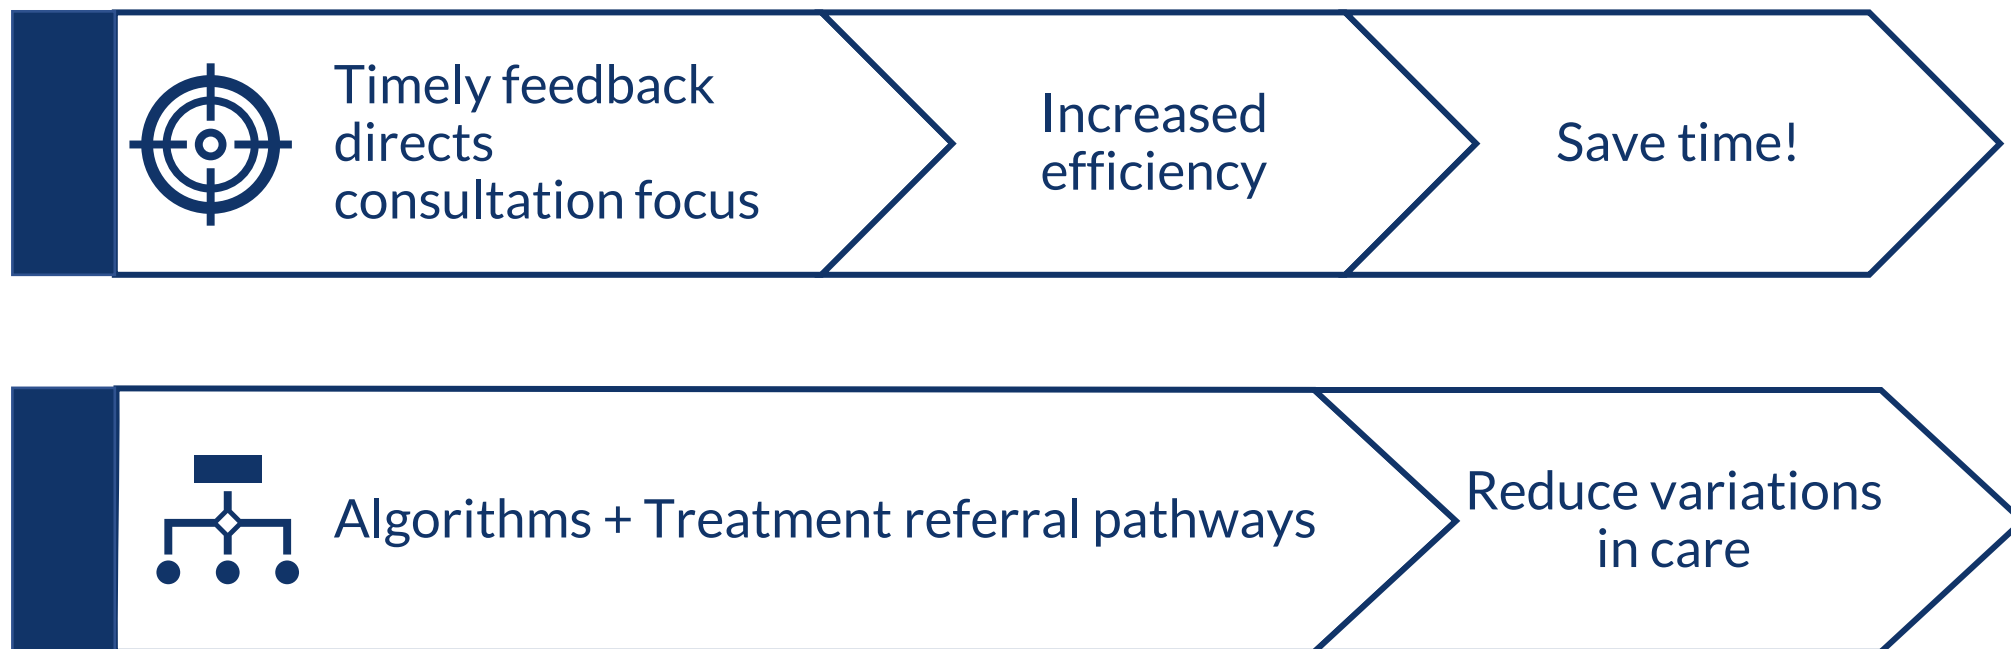 Timely feedback
directs
consultation focus
Increased
efficiency
Save time!
Algorithms + Treatment referral pathways
Reduce variations
in care